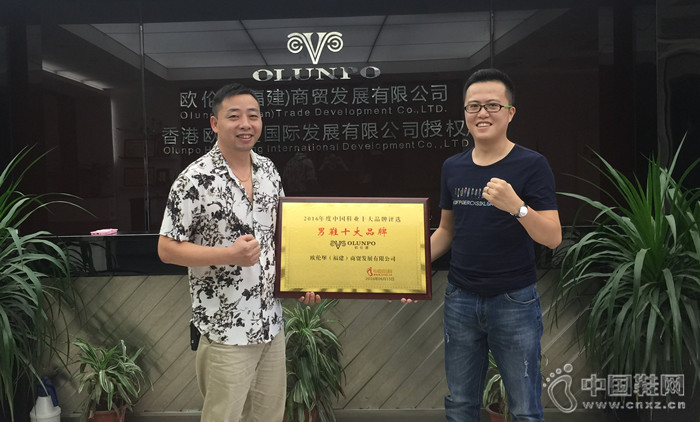 OLUNPO
欧伦 福建)商贸发展有限公司
Olun Trade Development Co.,LTD.
香港欧 国际发展有限公司(授权
Olunpo International Development Co.,LTD.
2016年度中国鞋业十大品牌评选
男鞋十大品牌
OLUNPO
欧伦堡(福建)商贸发展有限公司
中国鞋网
www.cnxz.cn